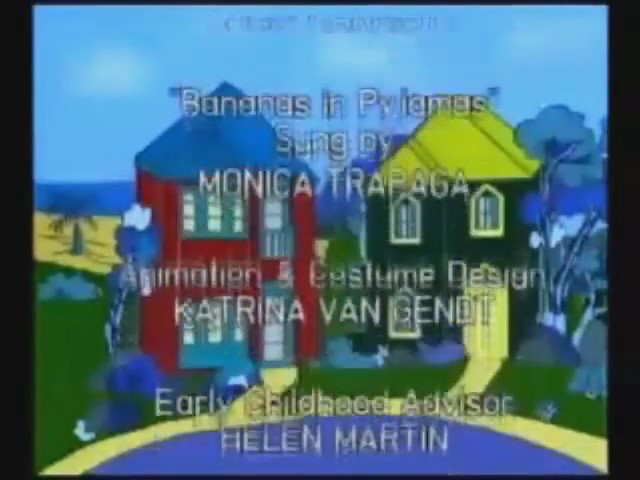 "Bananas in Pyjamas"
Sung by
MONICA TRAPAGA
Animation & Costume Design
KATRINA VAN GENDT
Early Childhood Advisor
HELEN MARTIN